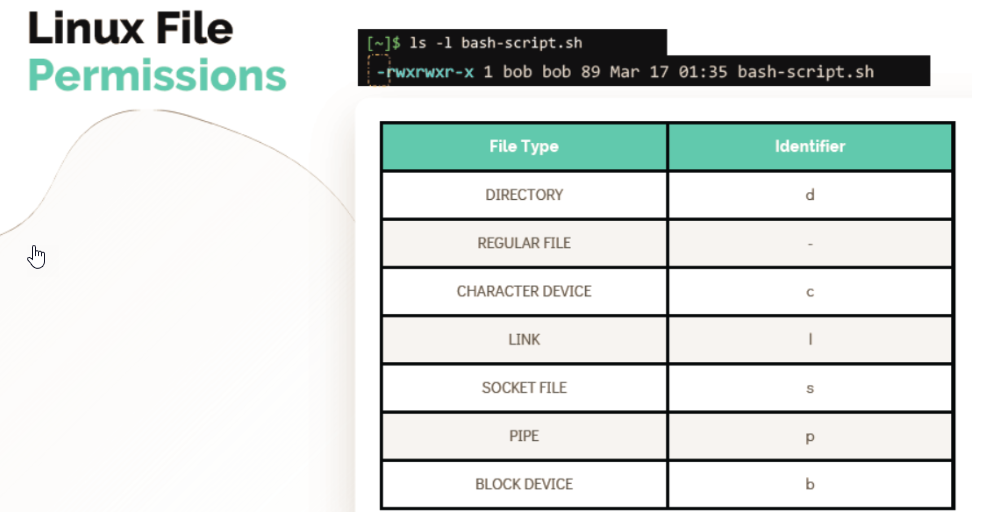 Linux File
Permissions
[~]$ ls -l bash-script.sh
-rwxrwxr-x 1 bob bob 89 Mar 17 01:35 bash-script.sh
File Type Identifier
DIRECTORY d
REGULAR FILE -
CHARACTER DEVICE c
LINK l
SOCKET FILE s
PIPE p
BLOCK DEVICE b